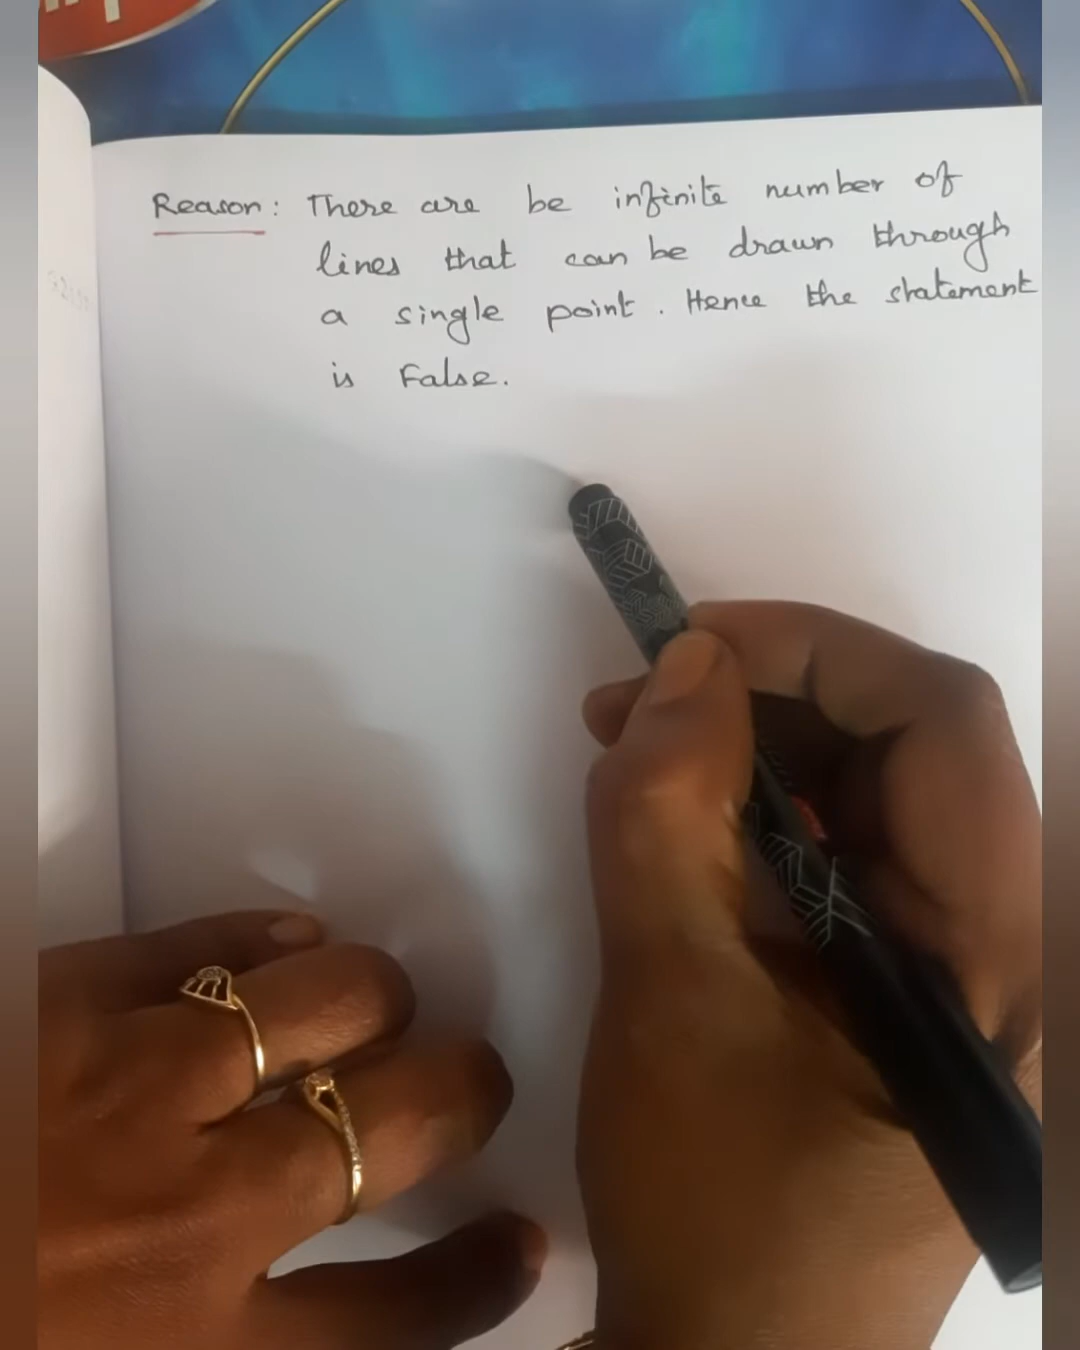 Reason: There are be infinite number of
lines that can be drawn through
a single point. Hence the statement
is False.